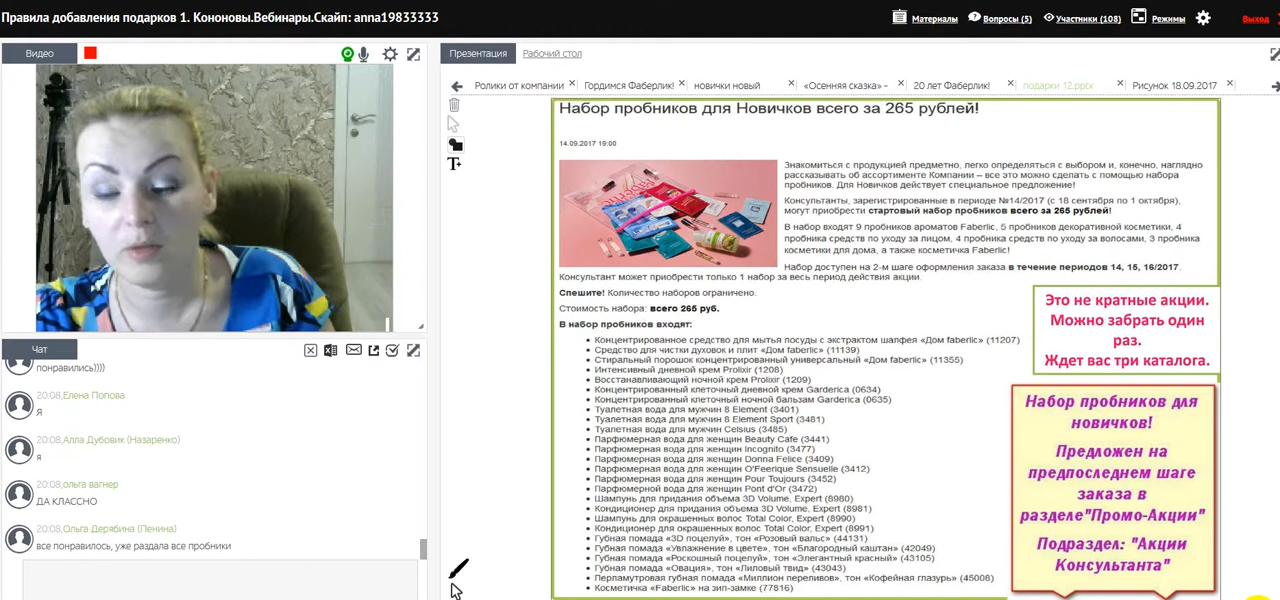 Правила добавления подарков 1. Кононовы.Вебинары.Скайп: anna19833333
Материалы
Вопросы (5)
Участники (108)
Режимы
Выход
Видео
Презентация
Рабочий стол
Ролики от компании
Гордимся Фаберлик!
новички новый
«Осенняя сказка» -
20 лет Фаберлик!
подарки 12.pptx
Рисунок 18.09.2017
Набор пробников для Новичков всего за 265 рублей!
14.09.2017 19:00
Знакомиться с продукцией предметно, легко определяться с выбором и, конечно, наглядно
рассказывать об ассортименте Компании – все это можно сделать с помощью набора
пробников. Для Новичков действует специальное предложение!
Консультанты, зарегистрированные в периоде №14/2017 (с 18 сентября по 1 октября),
могут приобрести стартовый набор пробников всего за 265 рублей!
В набор входят 9 пробников ароматов Faberlic, 5 пробников декоративной косметики, 4
пробника средств по уходу за лицом, 4 пробника средств по уходу за волосами, 3 пробника
косметики для дома, а также косметичка Faberlic!
Набор доступен на 2-м шаге оформления заказа в течение периодов 14, 15, 16/2017.
Консультант может приобрести только 1 набор за весь период действия акции.
Спешите! Количество наборов ограничено.
Стоимость набора: всего 265 руб.
В набор пробников входят:
Концентрированное средство для мытья посуды с экстрактом шалфея «Дом faberlic» (11207)
Средство для чистки духовок и плит «Дом faberlic» (11139)
Стиральный порошок концентрированный универсальный «Дом faberlic» (11355)
Интенсивный дневной крем Prolixir (1208)
Восстанавливающий ночной крем Prolixir (1209)
Концентрированный клеточный дневной крем Garderica (0634)
Концентрированный клеточный ночной бальзам Garderica (0635)
Туалетная вода для мужчин 8 Element (3401)
Туалетная вода для мужчин 8 Element Sport (3481)
Туалетная вода для мужчин Celsius (3485)
Парфюмерная вода для женщин Beauty Cafe (3441)
Парфюмерная вода для женщин Incognito (3477)
Парфюмерная вода для женщин Donna Felice (3409)
Парфюмерная вода для женщин O'Feerique Sensuelle (3412)
Парфюмерная вода для женщин Pour Toujours (3452)
Парфюмерной вода для женщин Pont d'Or (3472)
Шампунь для придания объема 3D Volume, Expert (8980)
Кондиционер для придания объема 3D Volume, Expert (8981)
Шампунь для окрашенных волос Total Color, Expert (8990)
Кондиционер для окрашенных волос Total Color, Expert (8991)
Губная помада «3D поцелуй», тон «Розовый вальс» (44131)
Губная помада «Увлажнение в цвете», тон «Благородный каштан» (42049)
Губная помада «Роскошный поцелуй», тон «Элегантный красный» (43105)
Губная помада «Овация», тон «Лиловый твид» (43043)
Перламутровая губная помада «Миллион переливов», тон «Кофейная глазурь» (45008)
Косметичка «Faberlic» на зип-замке (77816)
Это не кратные акции.
Можно забрать один
раз.
Ждет вас три каталога.
Набор пробников для
новичков!
Предложен на
предпоследнем шаге
заказа в
разделе"Промо-Акции"
Подраздел: "Акции
Консультанта"
Чат
понравились))))
20:08,Елена Попова
Я
20:08,Алла Дубовик (Назаренко)
я
20:08,ольга вагнер
ДА КЛАССНО
20:08,Ольга Дерябина (Пенина)
все понравилось, уже раздала все пробники